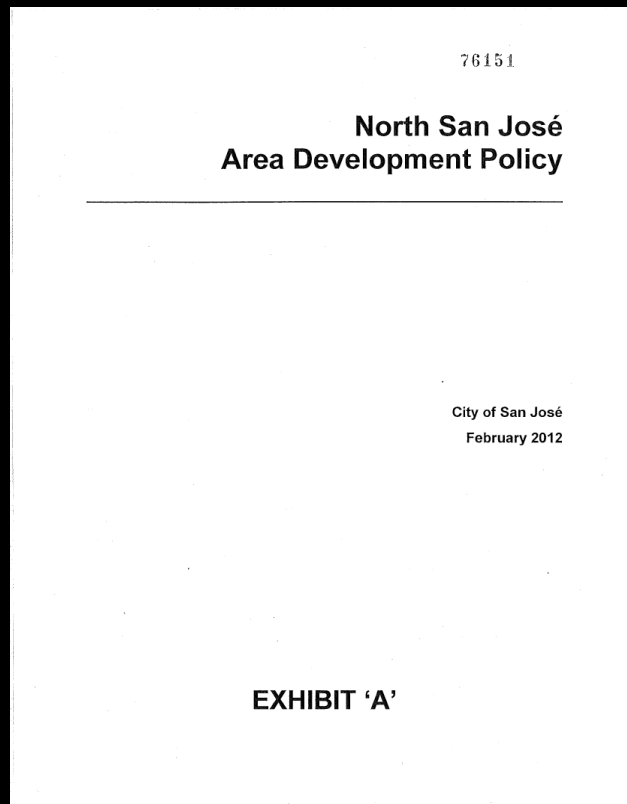 76151
North San José
Area Development Policy
City of San José
February 2012
EXHIBIT ‘A’